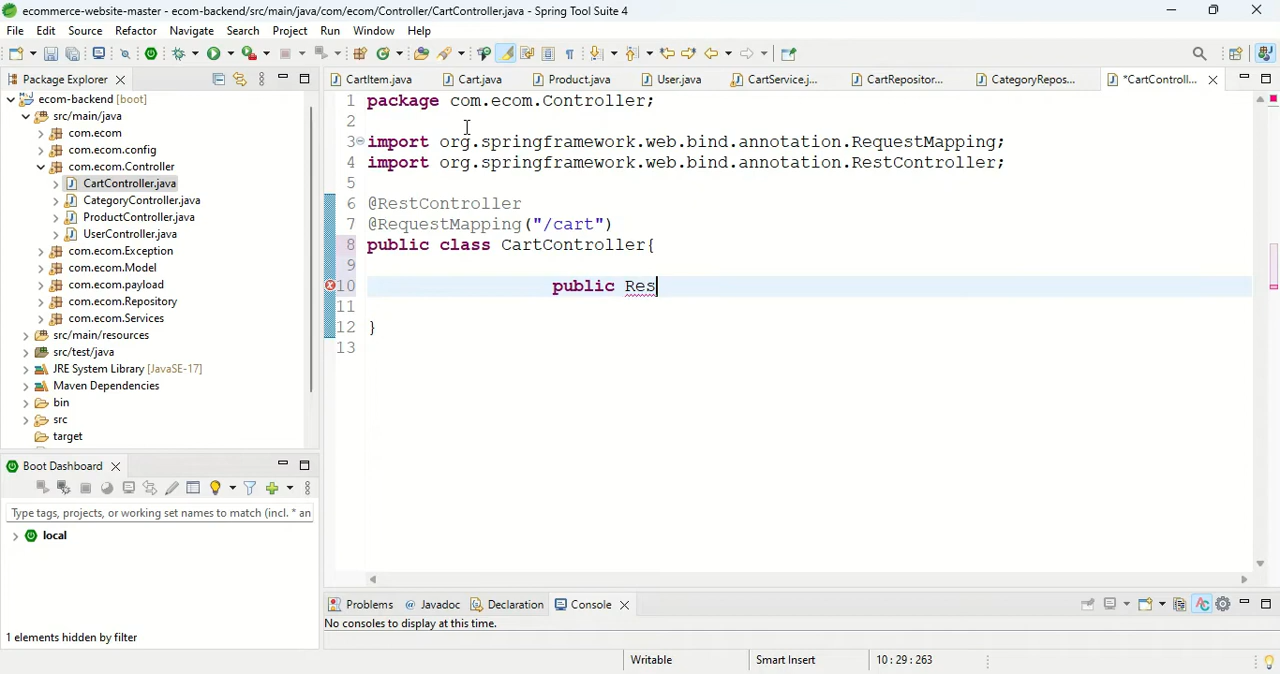 ecommerce-website-master - ecom-backend/src/main/java/com/ecom/Controller/CartController.java - Spring Tool Suite 4
File Edit Source Refactor Navigate Search Project Run Window Help
Package Explorer
CartItem.java Cart.java Product.java User.java CartService.j... CartRepositor... CategoryRepos... *CartControll...
ecom-backend [boot]
src/main/java
com.ecom
com.ecom.config
com.ecom.Controller
CartController.java
CategoryController.java
ProductController.java
UserController.java
com.ecom.Exception
com.ecom.Model
com.ecom.payload
com.ecom.Repository
com.ecom.Services
src/main/resources
src/test/java
JRE System Library [JavaSE-17]
Maven Dependencies
bin
src
target
1 package com.ecom.Controller;
2
3 import org.springframework.web.bind.annotation.RequestMapping;
4 import org.springframework.web.bind.annotation.RestController;
5
6 @RestController
7 @RequestMapping("/cart")
8 public class CartController{
9
10 public Res
11
12 }
13
Boot Dashboard
Type tags, projects, or working set names to match (incl. * an
local
1 elements hidden by filter
Problems Javadoc Declaration Console
No consoles to display at this time.
Writable Smart Insert 10 : 29 : 263